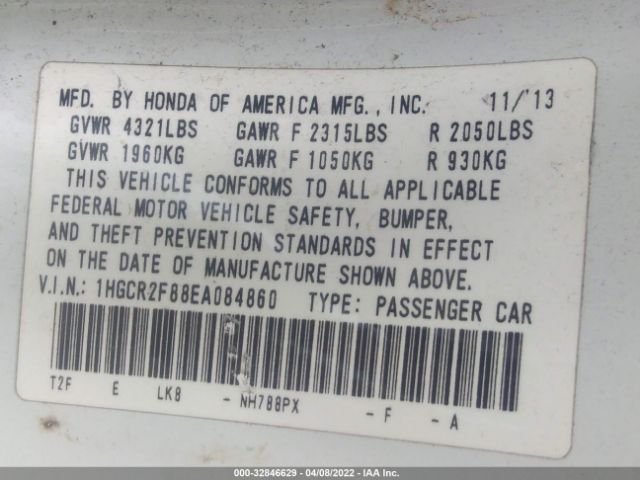 MFD. BY HONDA OF AMERICA MFG., INC. 11/'13
GVWR 4321LBS GAWR F 2315LBS R 2050LBS
GVWR 1960KG GAWR F 1050KG R 930KG
THIS VEHICLE CONFORMS TO ALL APPLICABLE
FEDERAL MOTOR VEHICLE SAFETY, BUMPER,
AND THEFT PREVENTION STANDARDS IN EFFECT
ON THE DATE OF MANUFACTURE SHOWN ABOVE.
V.I.N.: 1HGCR2F88EA084860 TYPE: PASSENGER CAR
T2F E LK8 - NH788PX - F - A
000-32846629 - 04/08/2022 - IAA Inc.